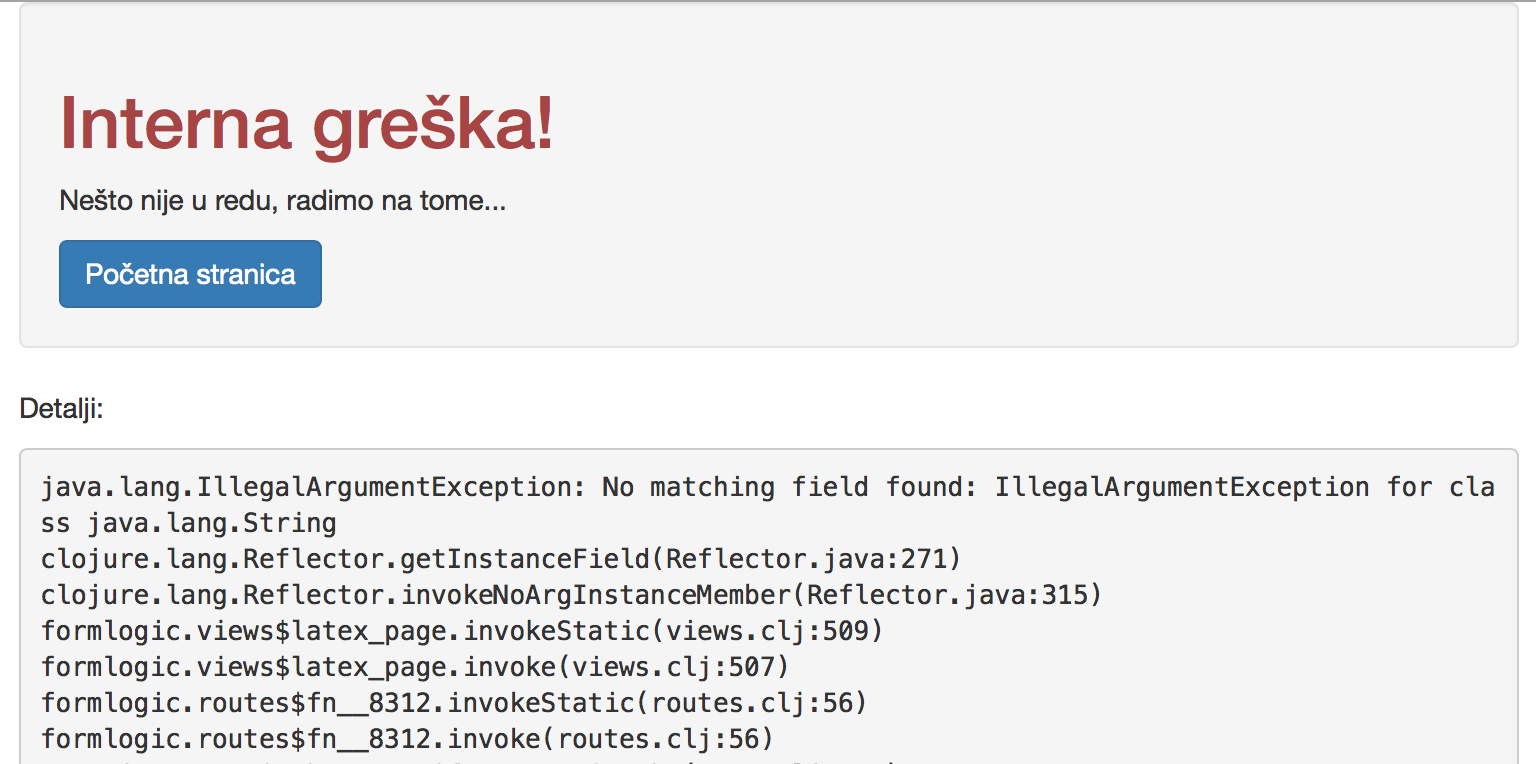 Interna greška!
Nešto nije u redu, radimo na tome...
Početna stranica
Detalji:
java.lang.IllegalArgumentException: No matching field found: IllegalArgumentException for cla
ss java.lang.String
clojure.lang.Reflector.getInstanceField(Reflector.java:271)
clojure.lang.Reflector.invokeNoArgInstanceMember(Reflector.java:315)
formlogic.views$latex_page.invokeStatic(views.clj:509)
formlogic.views$latex_page.invoke(views.clj:507)
formlogic.routes$fn__8312.invokeStatic(routes.clj:56)
formlogic.routes$fn__8312.invoke(routes.clj:56)